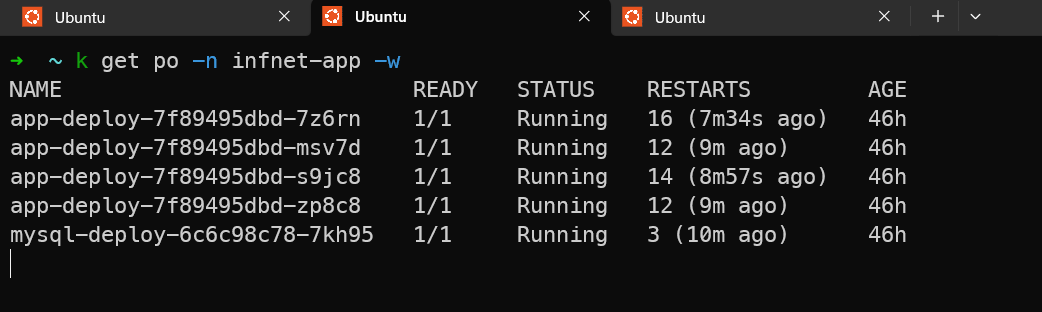 Ubuntu Ubuntu Ubuntu
➜ ~ k get po -n infnet-app -w
NAME READY STATUS RESTARTS AGE
app-deploy-7f89495dbd-7z6rn 1/1 Running 16 (7m34s ago) 46h
app-deploy-7f89495dbd-msv7d 1/1 Running 12 (9m ago) 46h
app-deploy-7f89495dbd-s9jc8 1/1 Running 14 (8m57s ago) 46h
app-deploy-7f89495dbd-zp8c8 1/1 Running 12 (9m ago) 46h
mysql-deploy-6c6c98c78-7kh95 1/1 Running 3 (10m ago) 46h